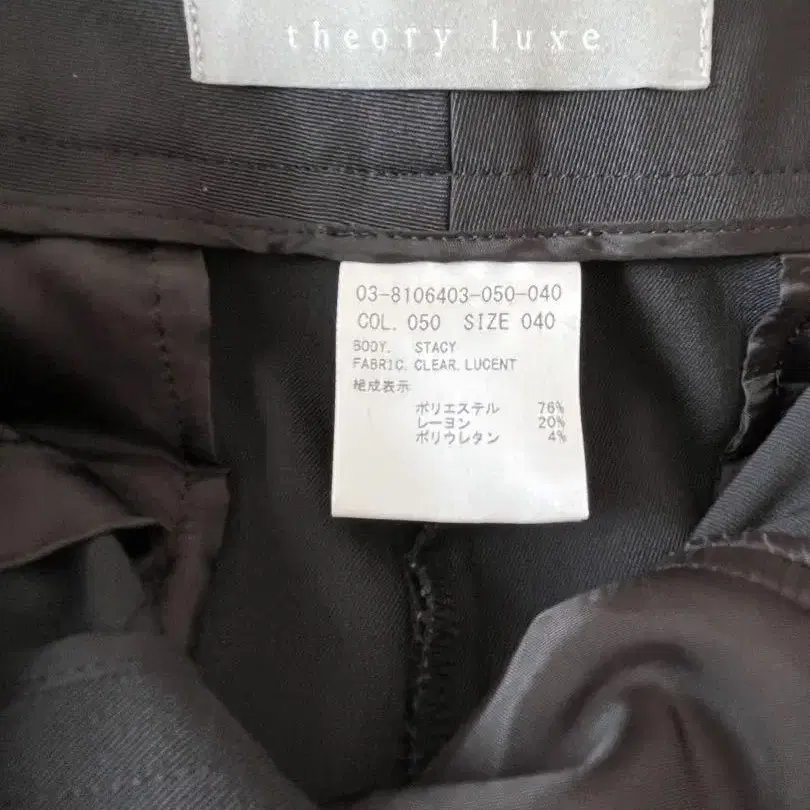 theory luxe
03-8106403-050-040
COL. 050 SIZE 040
BODY. STACY
FABRIC. CLEAR. LUCENT
組成表示
ポリエステル 76%
レーヨン 20%
ポリウレタン 4%